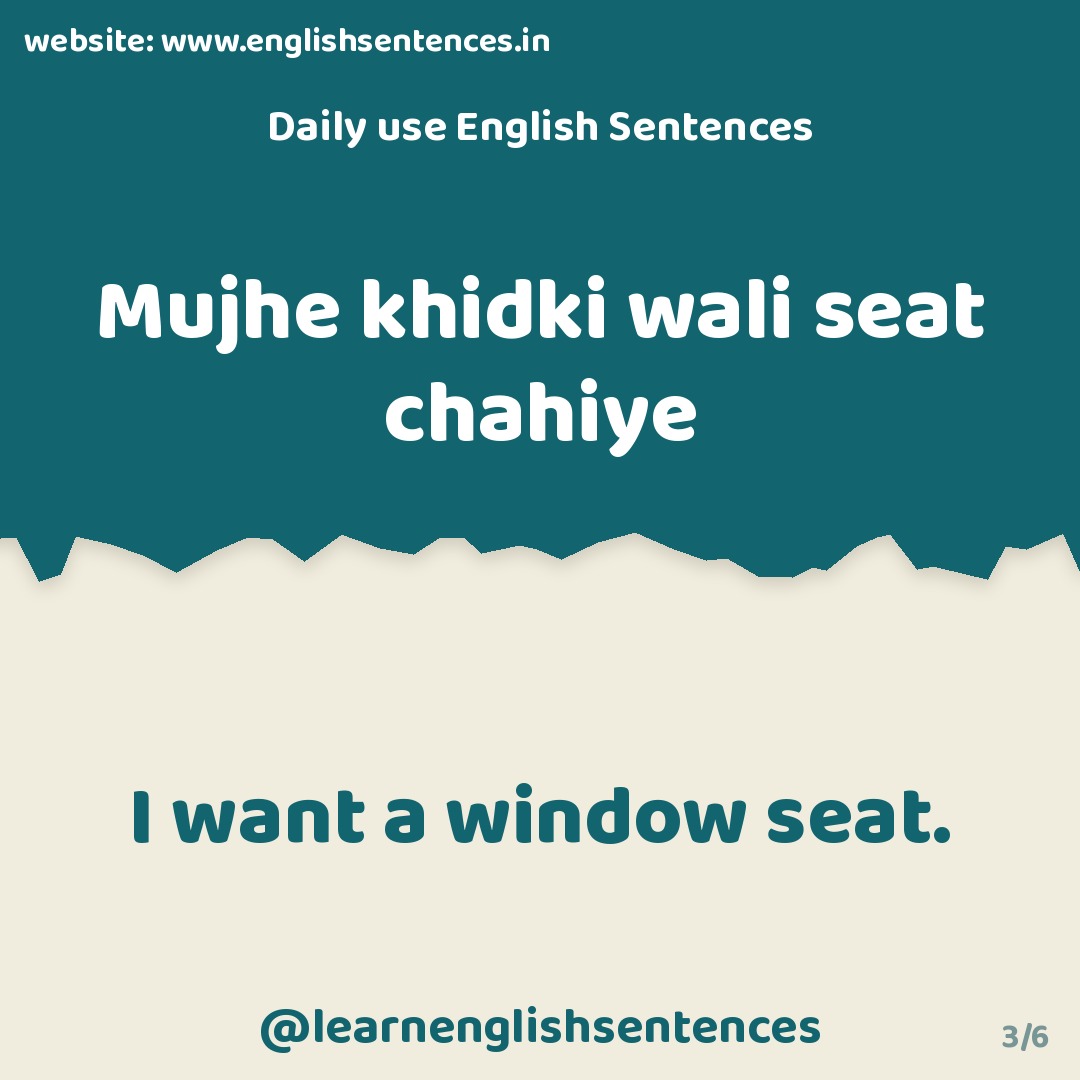 website: www.englishsentences.in
Daily use English Sentences
Mujhe khidki wali seat
chahiye
I want a window seat.
@learnenglishsentences
3/6